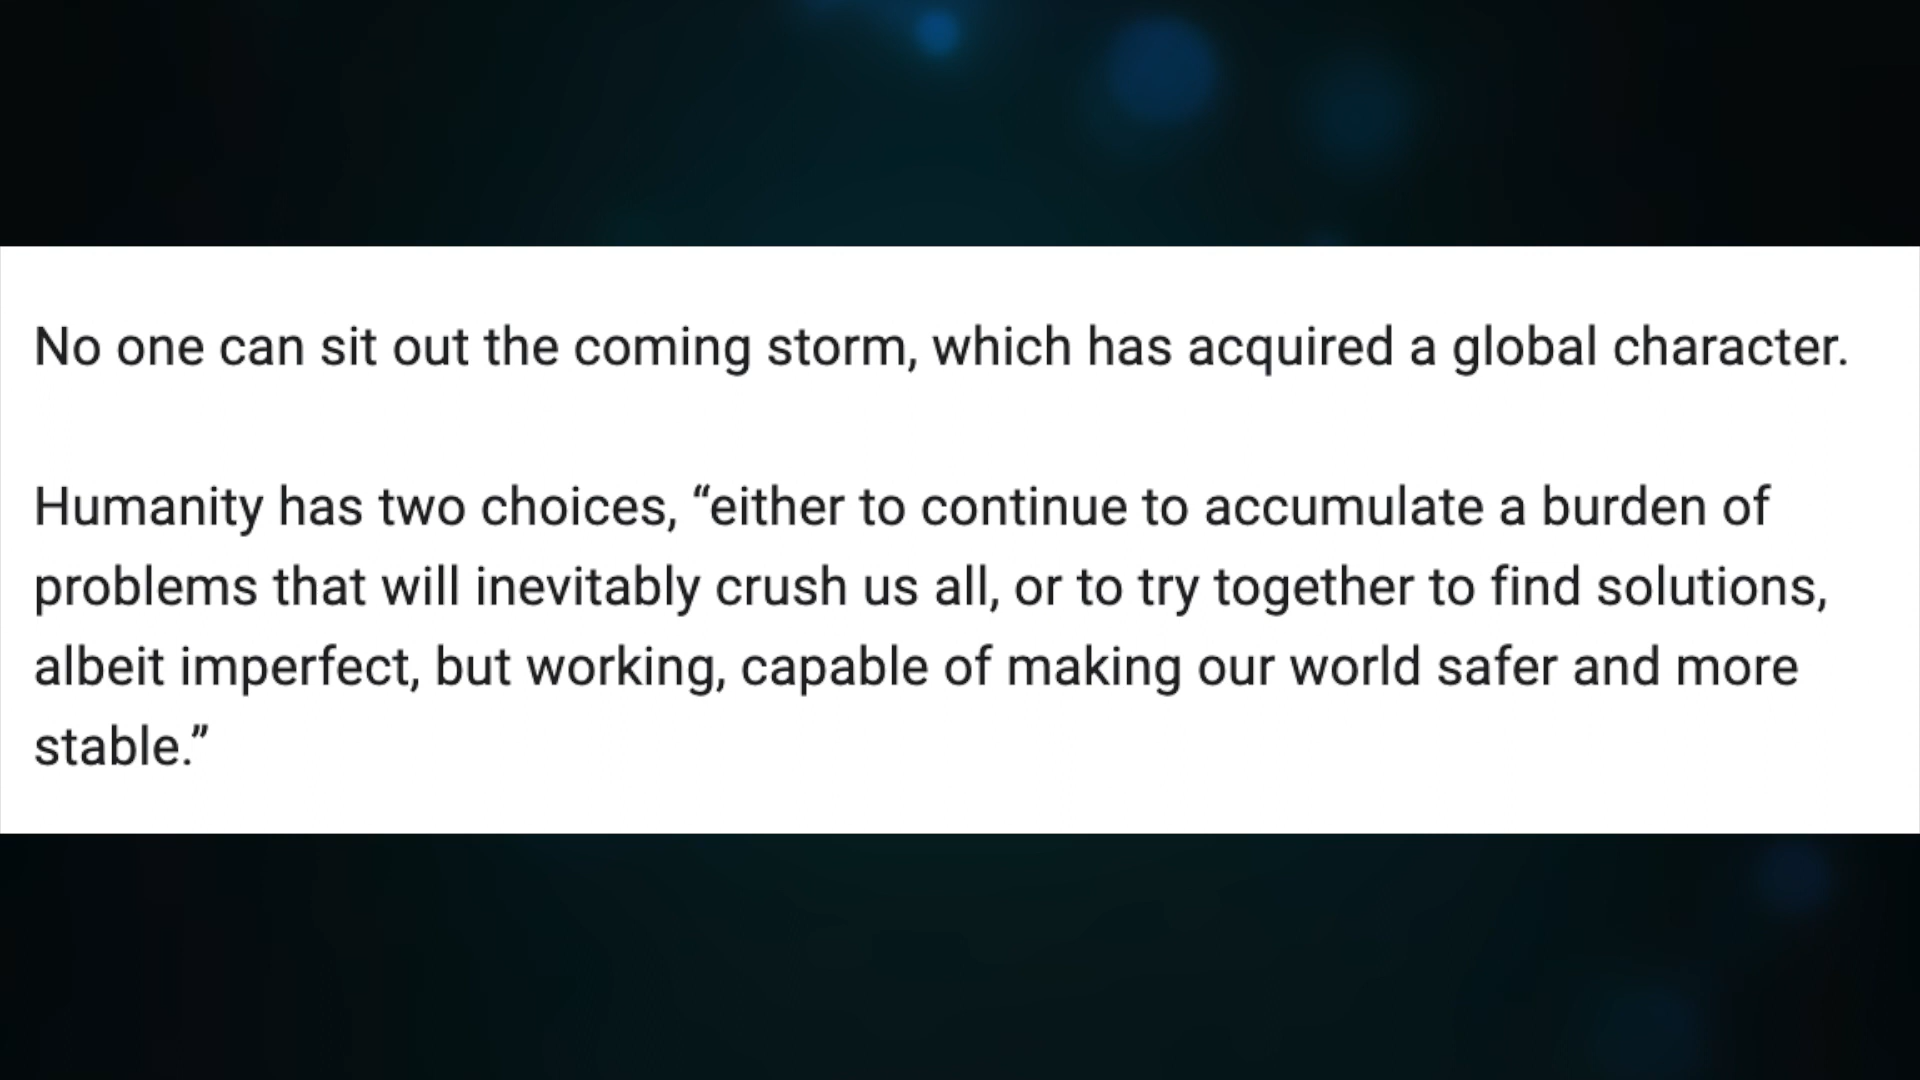 No one can sit out the coming storm, which has acquired a global character.
Humanity has two choices, “either to continue to accumulate a burden of
problems that will inevitably crush us all, or to try together to find solutions,
albeit imperfect, but working, capable of making our world safer and more
stable.”